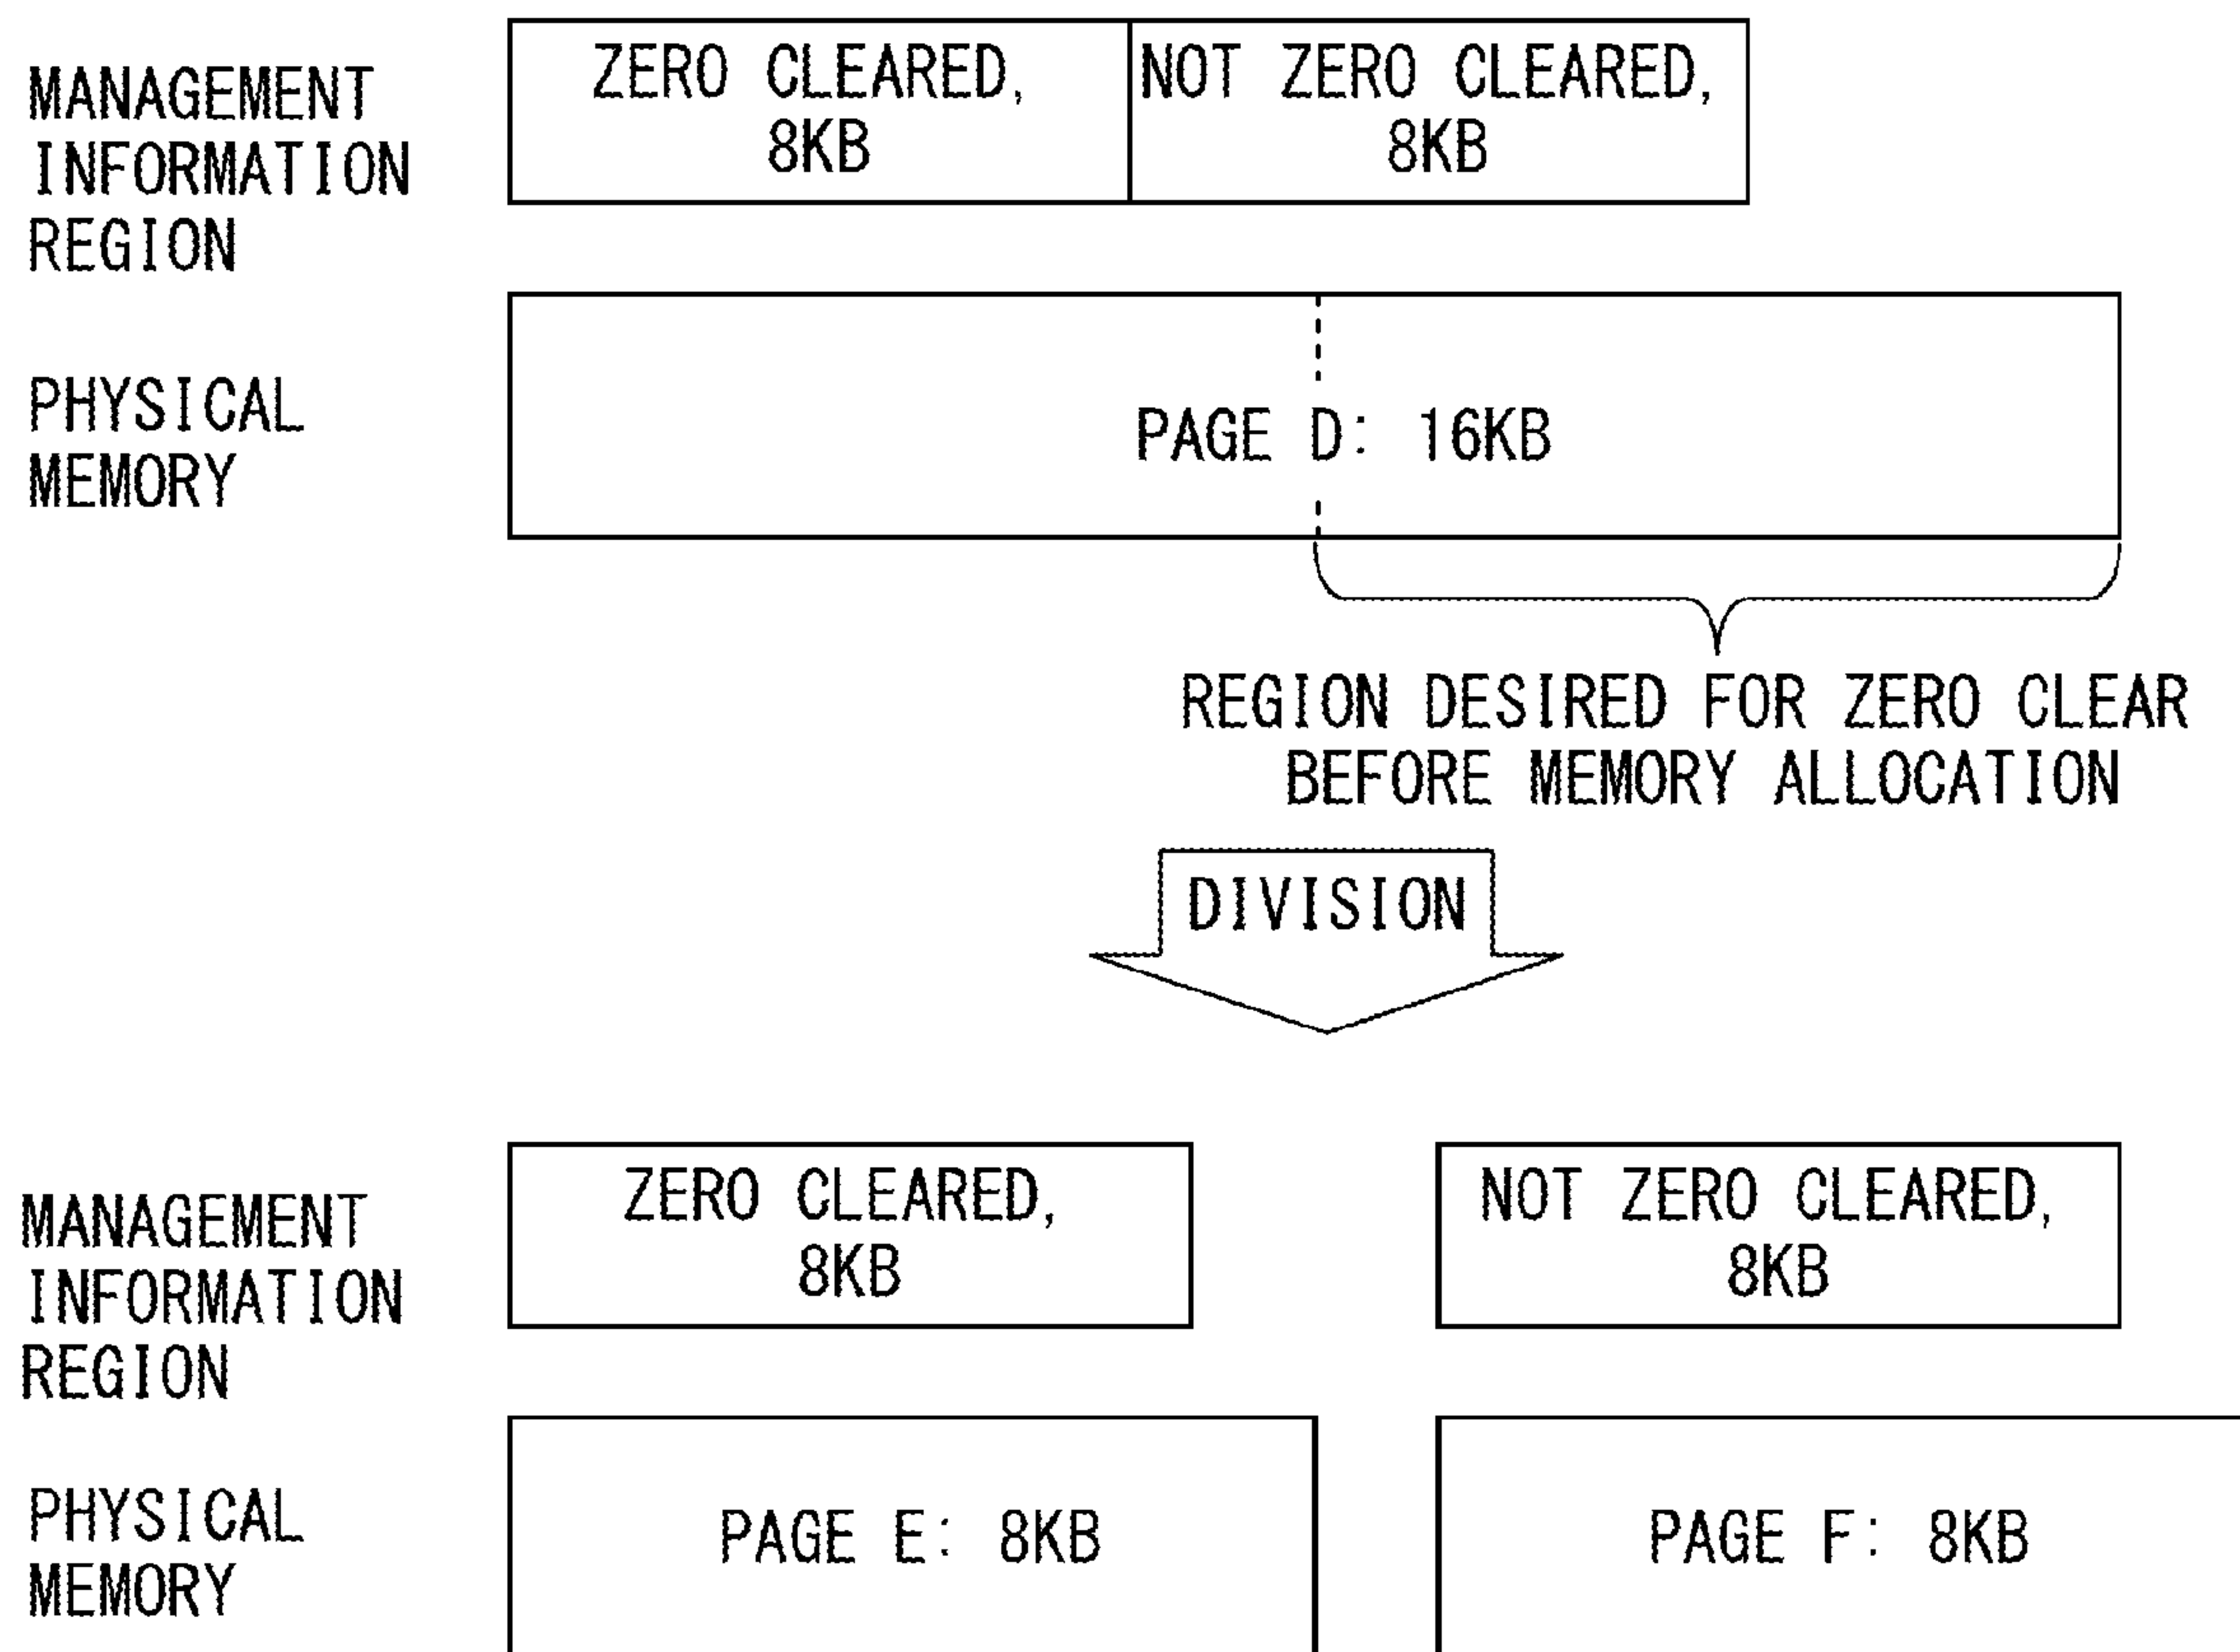 MANAGEMENT
INFORMATION
REGION
ZERO CLEARED,
8KB
NOT ZERO CLEARED,
8KB
PHYSICAL
MEMORY
PAGE D: 16KB
REGION DESIRED FOR ZERO CLEAR
BEFORE MEMORY ALLOCATION
DIVISION
MANAGEMENT
INFORMATION
REGION
ZERO CLEARED,
8KB
NOT ZERO CLEARED,
8KB
PHYSICAL
MEMORY
PAGE E: 8KB
PAGE F: 8KB